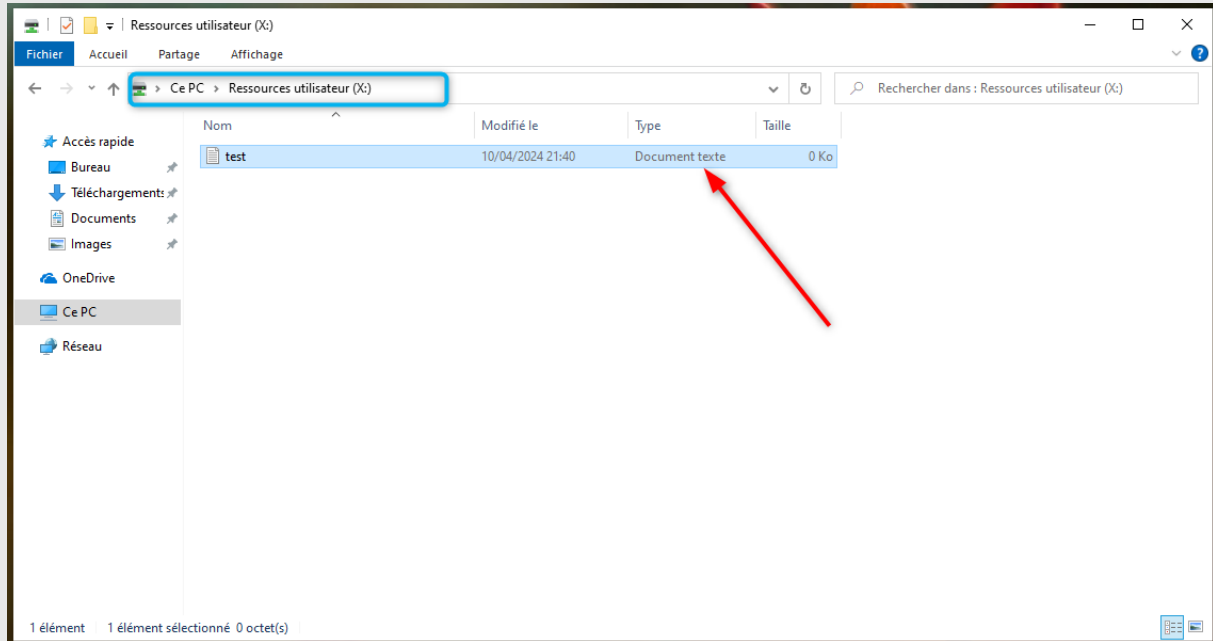 Ressources utilisateur (X:)
Fichier Accueil Partage Affichage
Ce PC > Ressources utilisateur (X:)
Rechercher dans : Ressources utilisateur (X:)
Nom Modifié le Type Taille
Accès rapide
test 10/04/2024 21:40 Document texte 0 Ko
Bureau
Téléchargements
Documents
Images
OneDrive
Ce PC
Réseau
1 élément 1 élément sélectionné 0 octet(s)